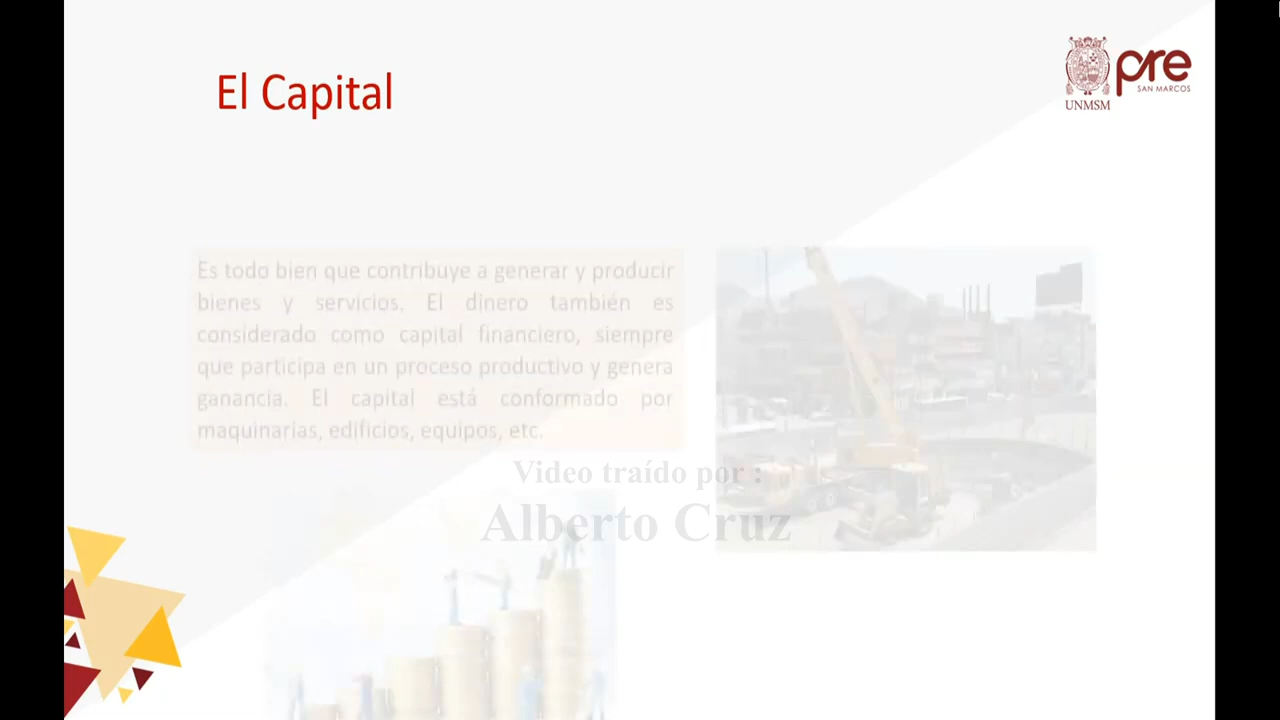 El Capital
pre
SAN MARCOS
UNMSM
Es todo bien que contribuye a generar y producir
bienes y servicios. El dinero también es
considerado como capital financiero, siempre
que participa en un proceso productivo y genera
ganancia. El capital está conformado por
maquinarias, edificios, equipos, etc.
Video traído por :
Alberto Cruz